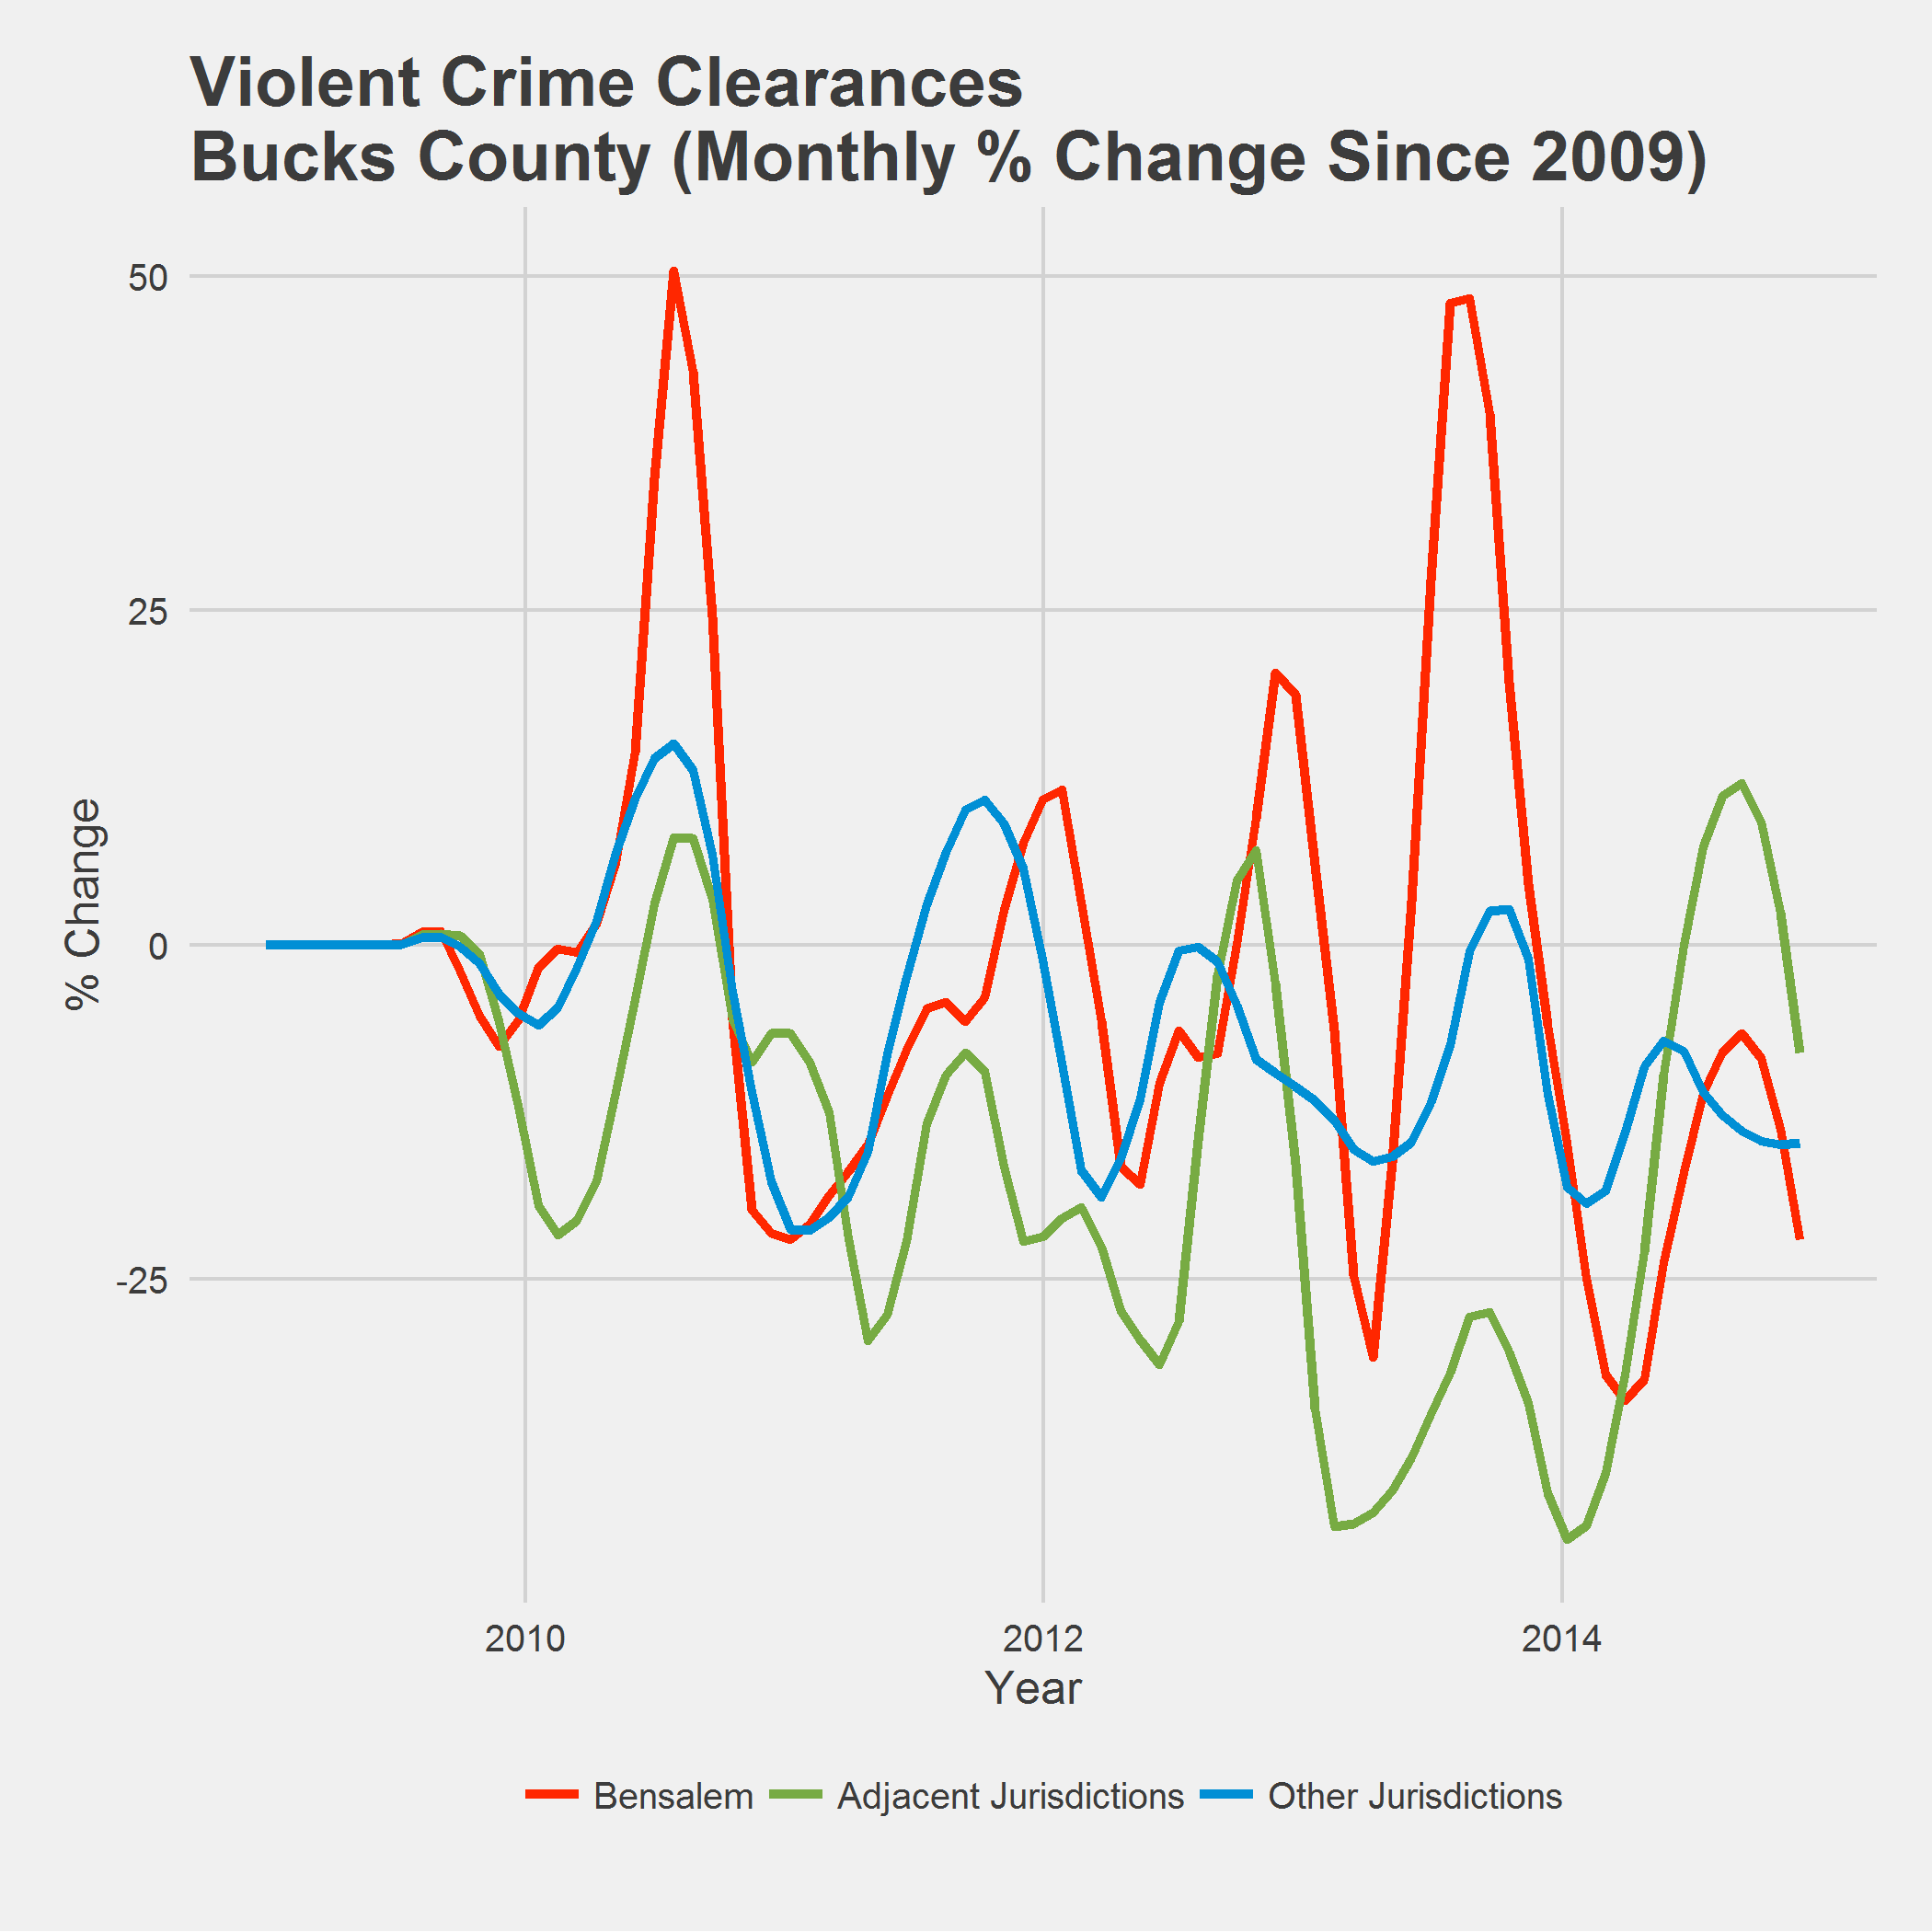 Violent Crime Clearances
Bucks County (Monthly % Change Since 2009)
50
25
0
-25
% Change
2010 2012 2014
Year
Bensalem Adjacent Jurisdictions Other Jurisdictions